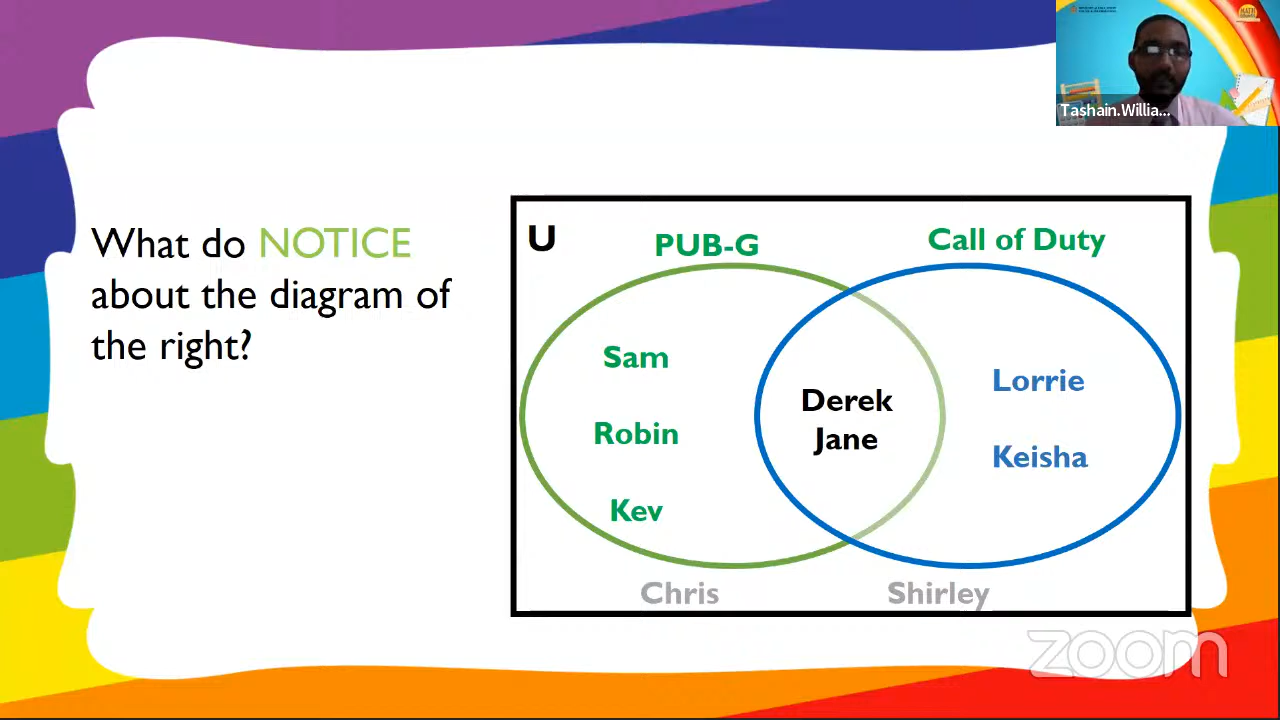 Tashain.Willia...
What do NOTICE
about the diagram of
the right?
U
PUB-G
Call of Duty
Sam
Robin
Kev
Derek
Jane
Lorrie
Keisha
Chris
Shirley
zoom